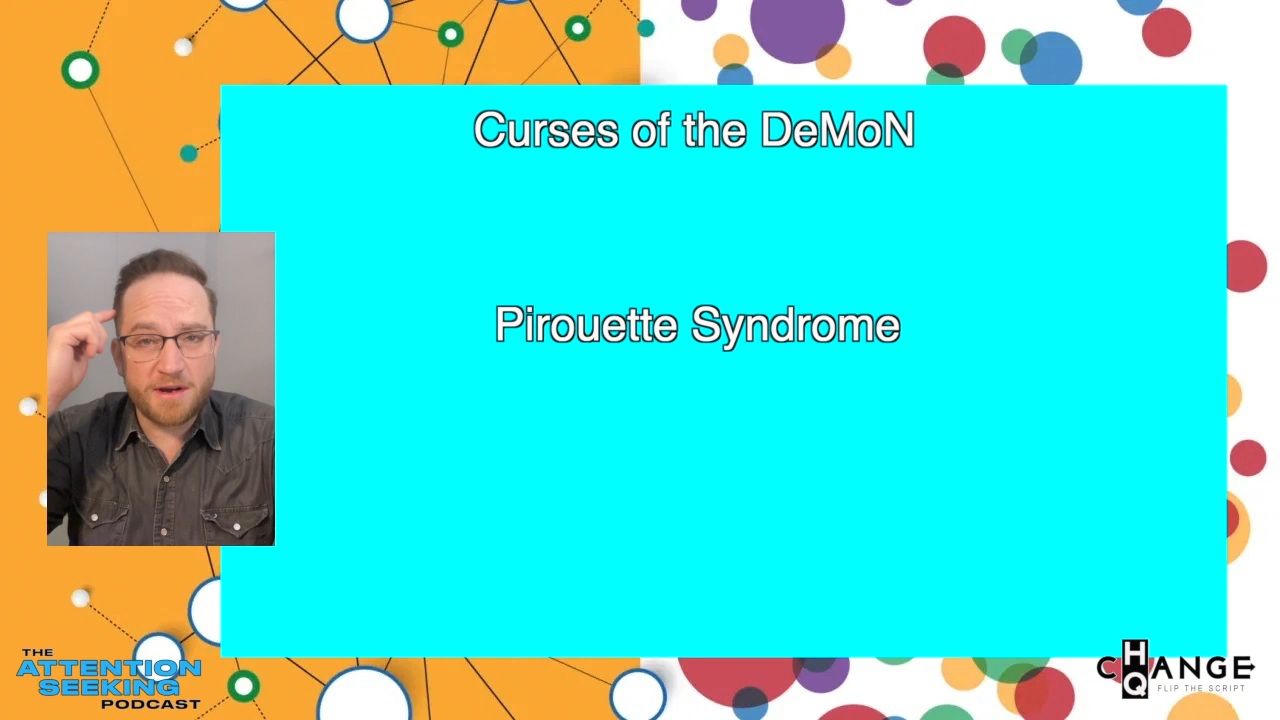 Curses of the DeMoN
Pirouette Syndrome
THE
ATTENTION
SEEKING
PODCAST
CHANGE
HQ
FLIP THE SCRIPT